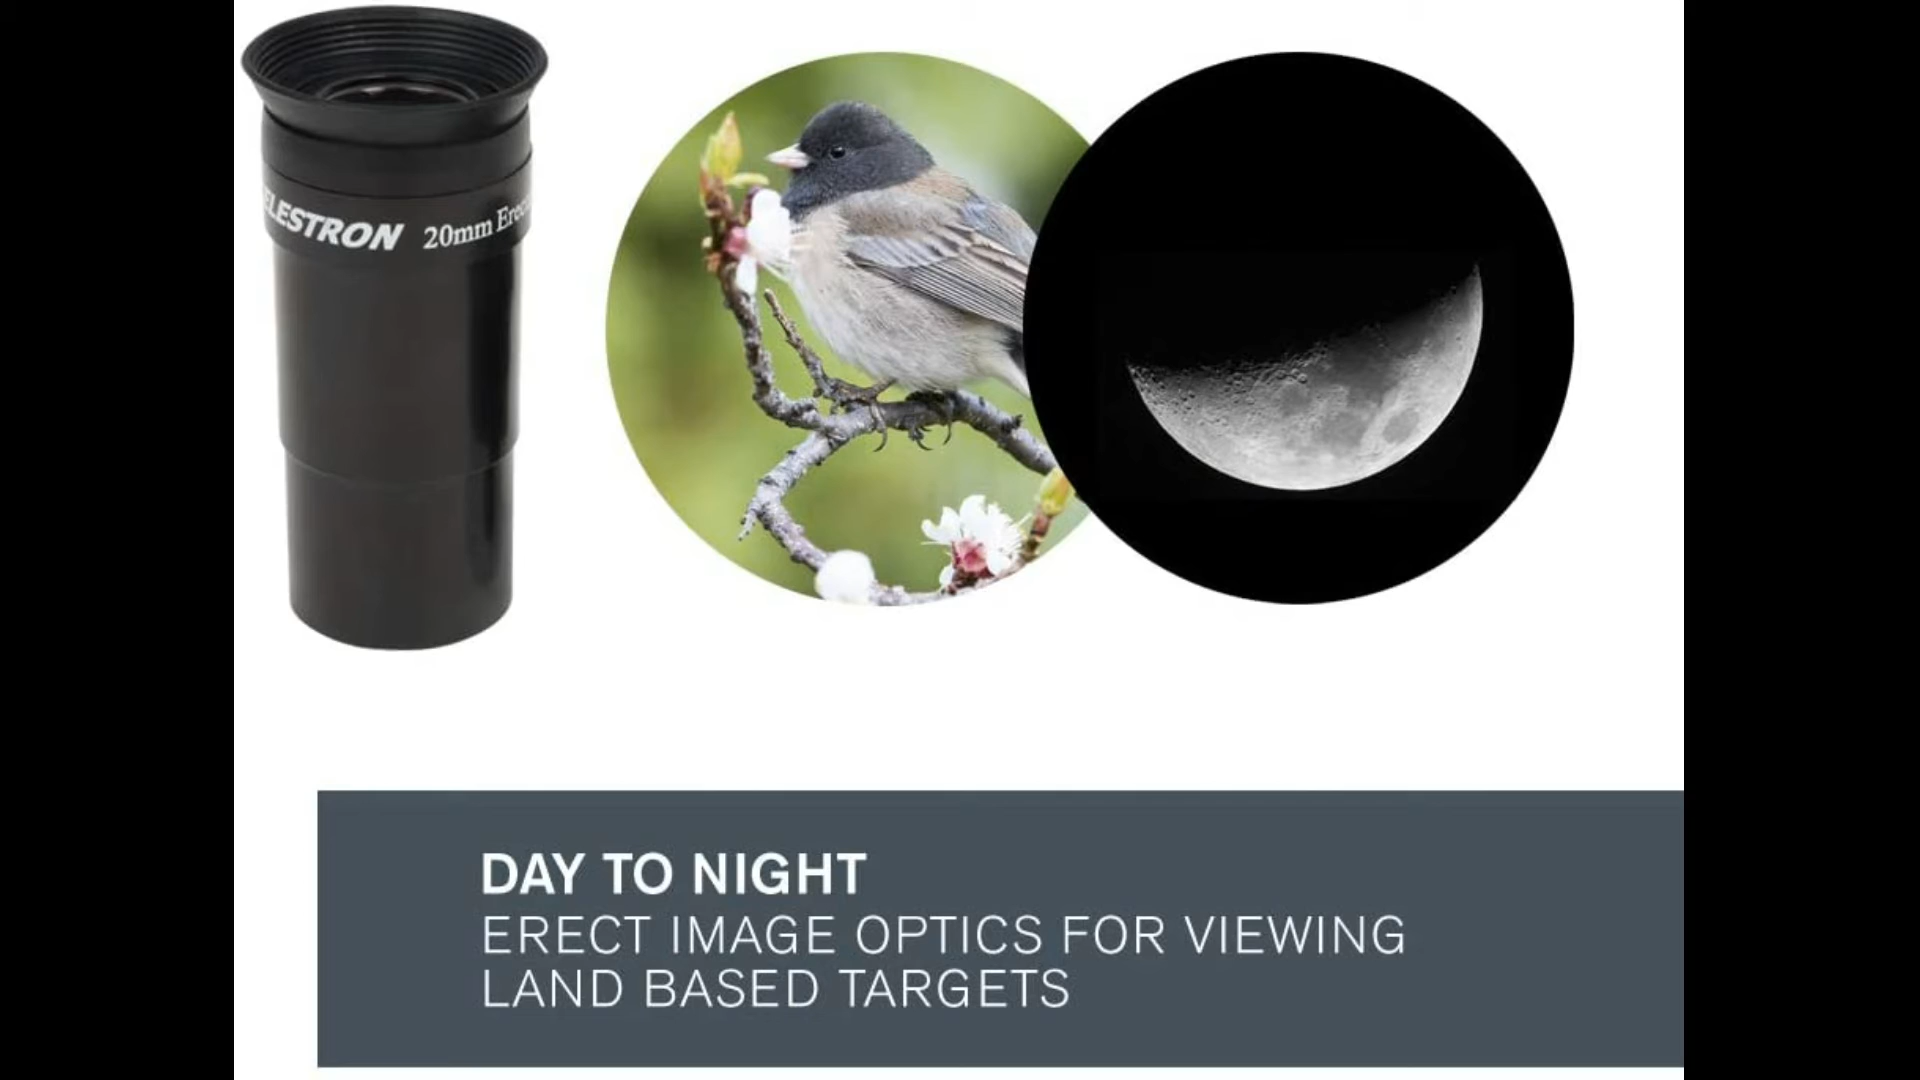 ELESTRON 20mm Erec
DAY TO NIGHT
ERECT IMAGE OPTICS FOR VIEWING
LAND BASED TARGETS